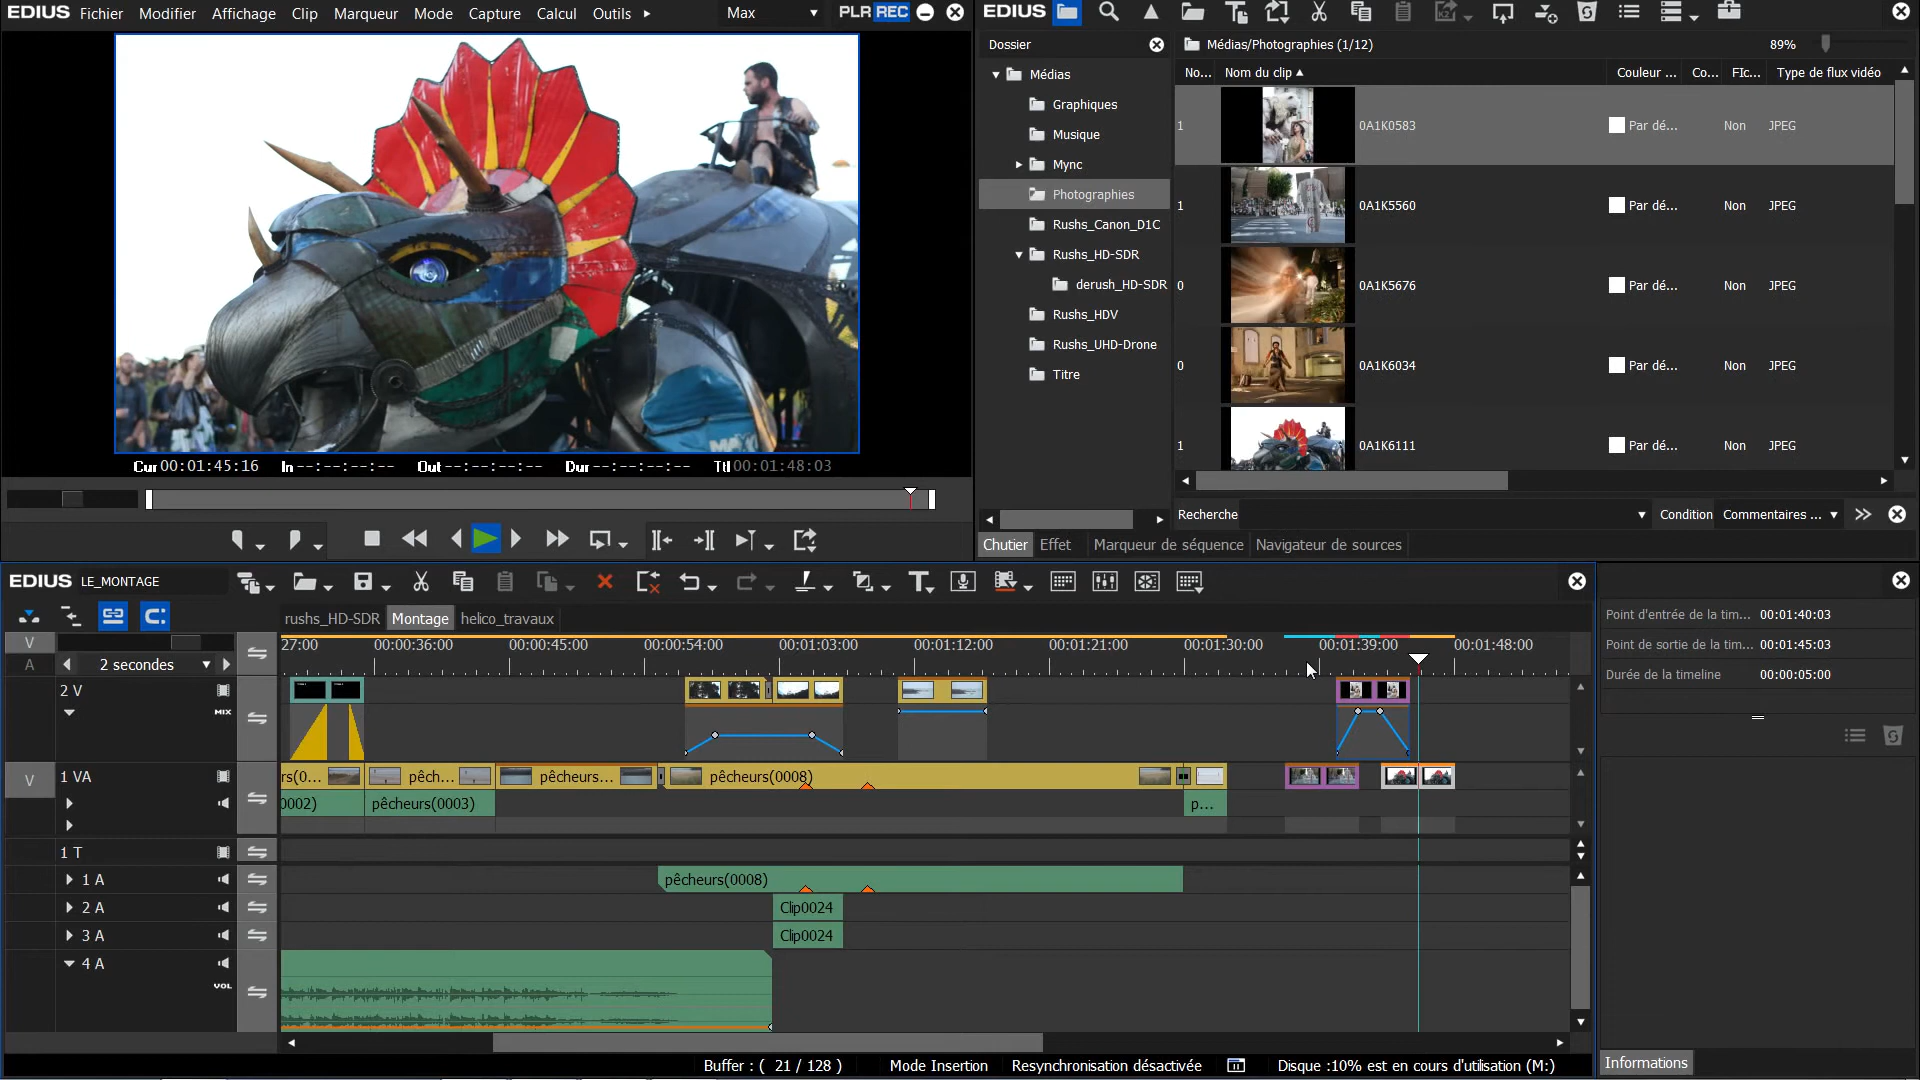 EDIUS Fichier Modifier Affichage Clip Marqueur Mode Capture Calcul Outils Max PLR REC
Cur 00:01:45:16 In --:--:--:-- Out --:--:--:-- Dur --:--:--:-- Ttl 00:01:48:03
EDIUS
Dossier
Médias/Photographies (1/12)
89%
Médias
Graphiques
Musique
Mync
Photographies
Rushs_Canon_D1C
Rushs_HD-SDR
derush_HD-SDR
Rushs_HDV
Rushs_UHD-Drone
Titre
No... Nom du clip Couleur ... Co... FIc... Type de flux vidéo
1 0A1K0583 Par dé... Non JPEG
1 0A1K5560 Par dé... Non JPEG
0 0A1K5676 Par dé... Non JPEG
0 0A1K6034 Par dé... Non JPEG
1 0A1K6111 Par dé... Non JPEG
Recherche Condition Commentaires ...
Chutier Effet Marqueur de séquence Navigateur de sources
EDIUS LE_MONTAGE
rushs_HD-SDR Montage helico_travaux
V
A
2 secondes
27:00 00:00:36:00 00:00:45:00 00:00:54:00 00:01:03:00 00:01:12:00 00:01:21:00 00:01:30:00 00:01:39:00 00:01:48:00
2 V
MIX
V
1 VA
rs(0... pêch... pêcheurs... pêcheurs(0008)
0002) pêcheurs(0003) p...
1 T
1 A pêcheurs(0008)
2 A Clip0024
3 A Clip0024
4 A
VOL
Buffer : ( 21 / 128 ) Mode Insertion Resynchronisation désactivée Disque :10% est en cours d'utilisation (M:)
Point d'entrée de la tim... 00:01:40:03
Point de sortie de la tim... 00:01:45:03
Durée de la timeline 00:00:05:00
Informations